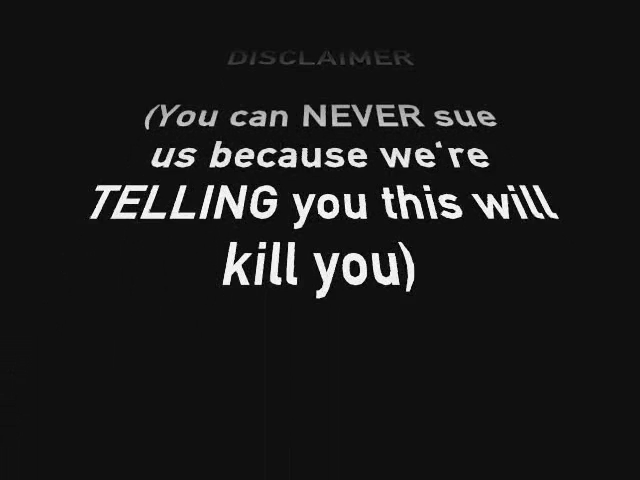 DISCLAIMER
(You can NEVER sue
us because we're
TELLING you this will
kill you)